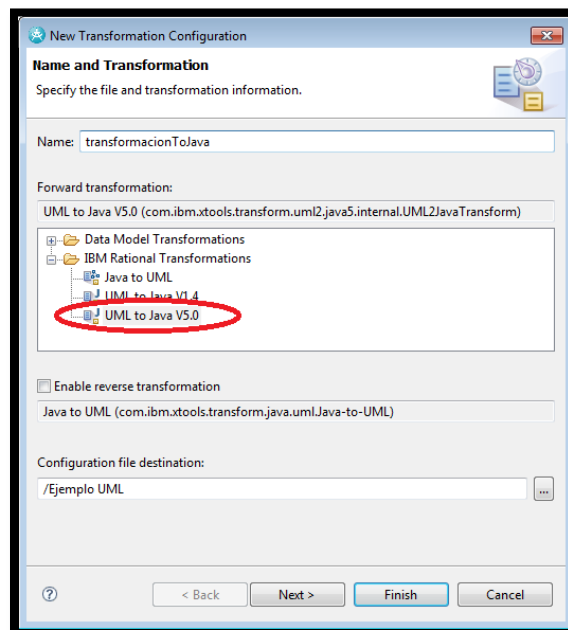 New Transformation Configuration
Name and Transformation
Specify the file and transformation information.
Name: transformacionToJava
Forward transformation:
UML to Java V5.0 (com.ibm.xtools.transform.uml2.java5.internal.UML2JavaTransform)
Data Model Transformations
IBM Rational Transformations
Java to UML
UML to Java V1.4
UML to Java V5.0
Enable reverse transformation
Java to UML (com.ibm.xtools.transform.java.uml.Java-to-UML)
Configuration file destination:
/Ejemplo UML
...
< Back Next > Finish Cancel